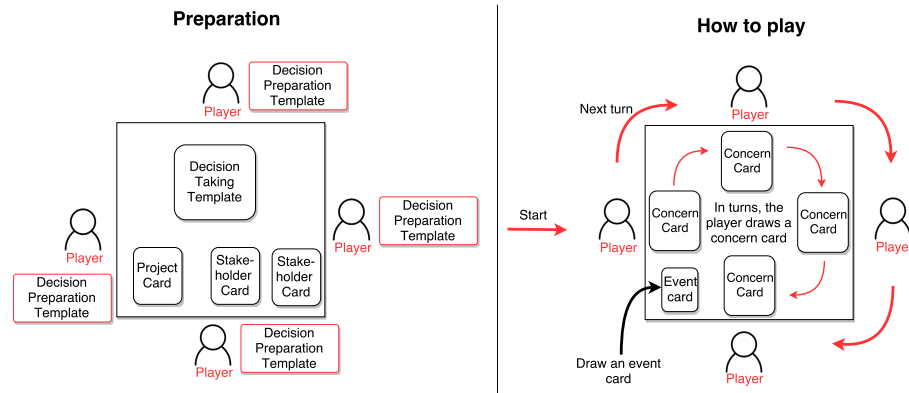 Preparation
Decision
Preparation
Template
Player
Decision
Taking
Template
Player
Decision
Preparation
Template
Player
Decision
Preparation
Template
Project
Card
Stake-
holder
Card
Stake-
holder
Card
Player
Decision
Preparation
Template
How to play
Next turn
Player
Start
Player
Concern
Card
Concern
Card
In turns, the
player draws a
concern card
Concern
Card
Player
Event
card
Concern
Card
Draw an event
card
Player